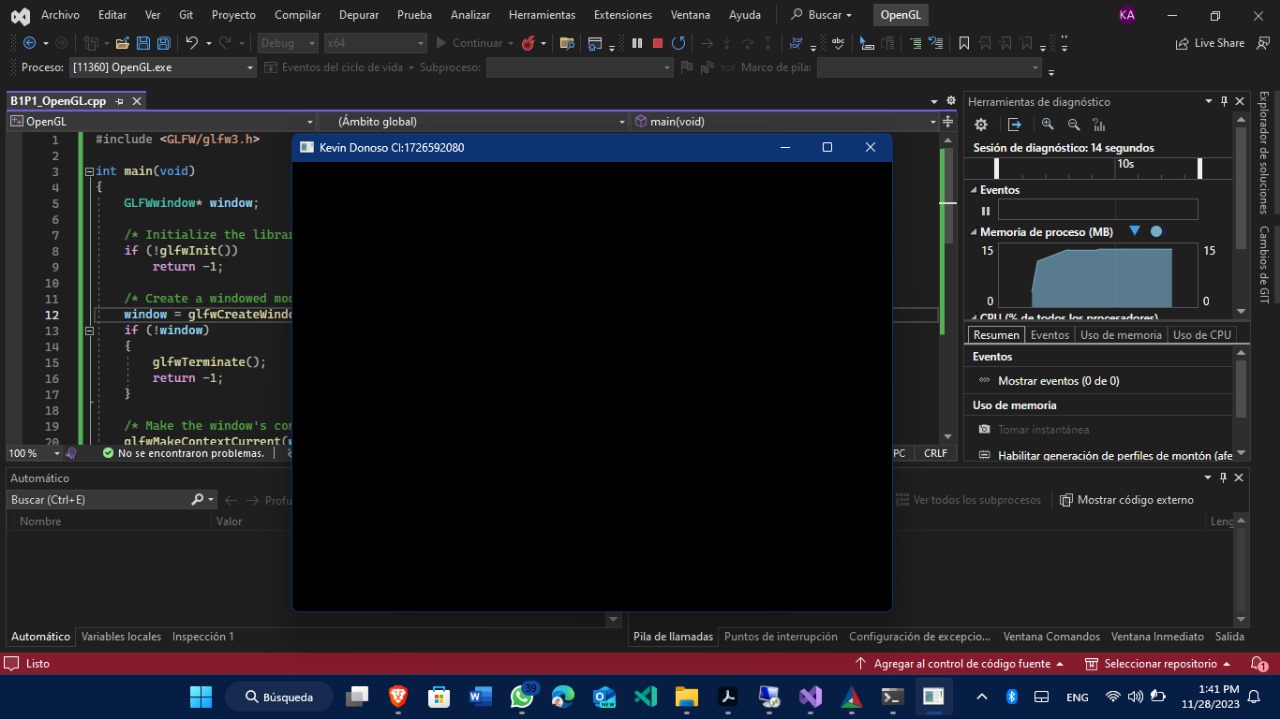 Archivo Editar Ver Git Proyecto Compilar Depurar Prueba Analizar Herramientas Extensiones Ventana Ayuda Buscar OpenGL KA
Debug x64 Continuar Live Share
Proceso: [11360] OpenGL.exe Eventos del ciclo de vida Subproceso: Marco de pila:
B1P1_OpenGL.cpp
OpenGL (Ámbito global) main(void)
1 #include <GLFW/glfw3.h>
2
3 int main(void)
4 {
5 GLFWwindow* window;
6
7 /* Initialize the librar
8 if (!glfwInit())
9 return -1;
10
11 /* Create a windowed mod
12 window = glfwCreateWindo
13 if (!window)
14 {
15 glfwTerminate();
16 return -1;
17 }
18
19 /* Make the window's con
20 glfwMakeContextCurrent(w
100 % No se encontraron problemas. PC CRLF
Kevin Donoso CI:1726592080
Herramientas de diagnóstico
Sesión de diagnóstico: 14 segundos
10s
Eventos
Memoria de proceso (MB)
15 15
0 0
CPU (% de todos los procesadores)
Resumen Eventos Uso de memoria Uso de CPU
Eventos
Mostrar eventos (0 de 0)
Uso de memoria
Tomar instantánea
Habilitar generación de perfiles de montón (afe
Explorador de soluciones
Cambios de GIT
Automático
Buscar (Ctrl+E) Profu
Nombre Valor
Ver todos los subprocesos Mostrar código externo
Leng
Automático Variables locales Inspección 1
Pila de llamadas Puntos de interrupción Configuración de excepcio... Ventana Comandos Ventana Inmediato Salida
Listo Agregar al control de código fuente Seleccionar repositorio 1
Búsqueda 39 NEW ENG 1:41 PM
11/28/2023